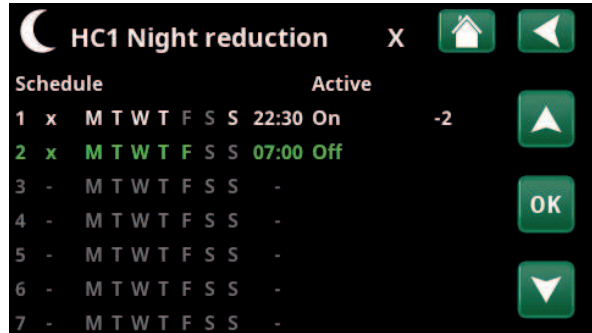 HC1 Night reduction X
Schedule Active
1 x M T W T F S S 22:30 On -2
2 x M T W T F S S 07:00 Off
3 - M T W T F S S -
4 - M T W T F S S -
OK
5 - M T W T F S S -
6 - M T W T F S S -
7 - M T W T F S S